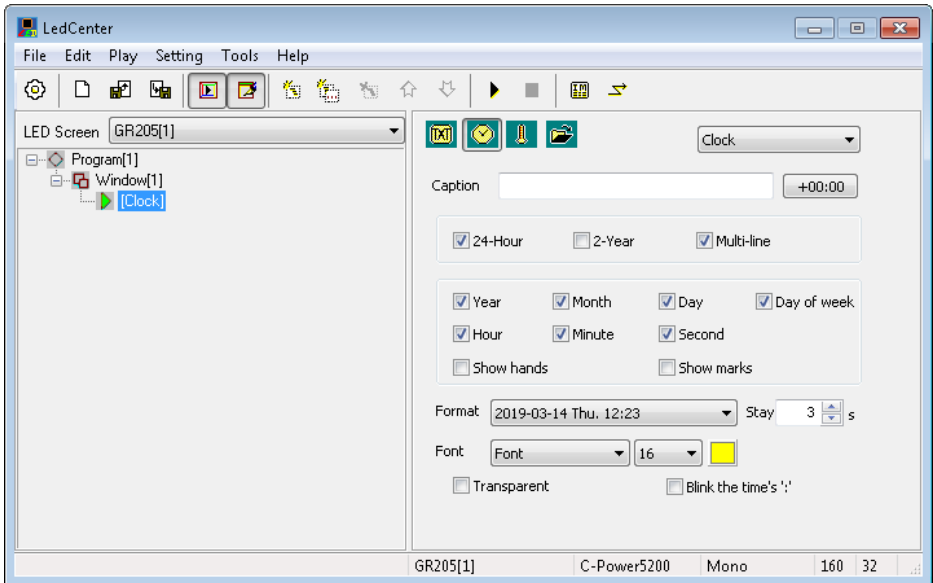 LedCenter
File Edit Play Setting Tools Help
LED Screen GR205[1]
Program[1]
Window[1]
[Clock]
TXT
Clock
Caption +00:00
24-Hour 2-Year Multi-line
Year Month Day Day of week
Hour Minute Second
Show hands Show marks
Format 2019-03-14 Thu. 12:23 Stay 3 s
Font Font 16
Transparent Blink the time's ':'
GR205[1] C-Power5200 Mono 160 32